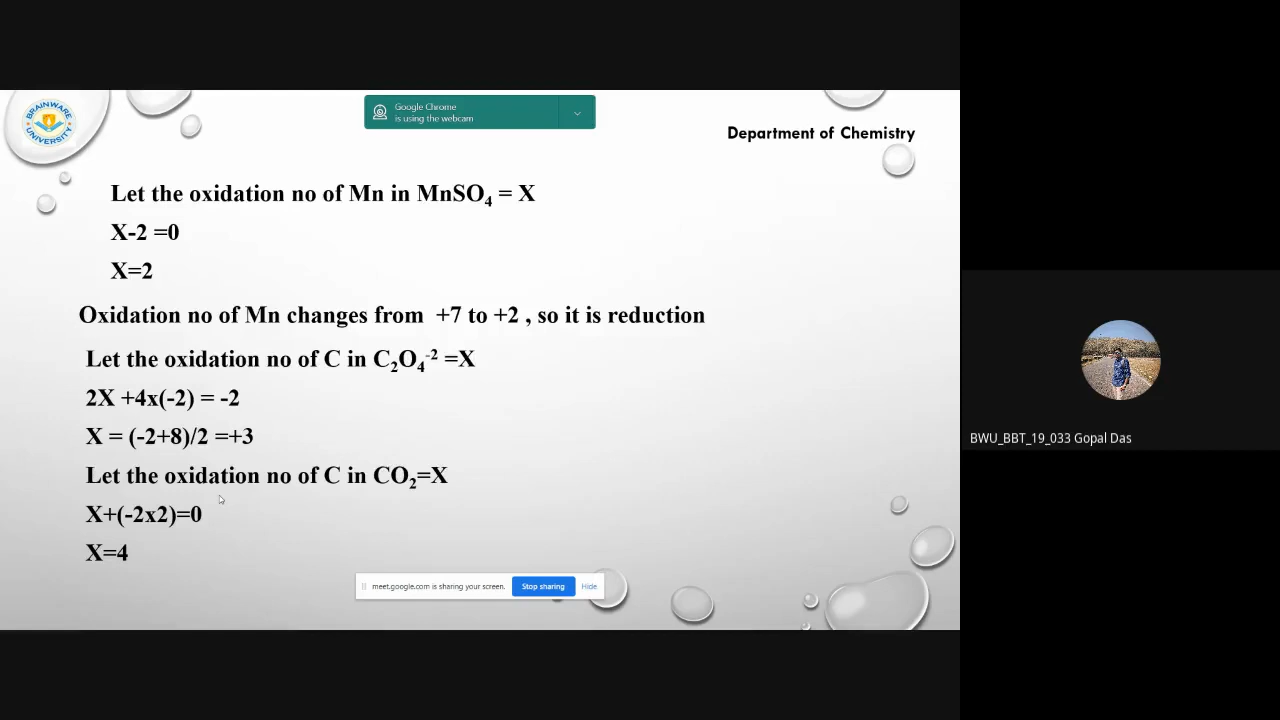 BRAINWARE UNIVERSITY
Google Chrome
is using the webcam
Department of Chemistry
Let the oxidation no of Mn in MnSO₄ = X
X-2 =0
X=2
Oxidation no of Mn changes from +7 to +2 , so it is reduction
Let the oxidation no of C in C₂O₄⁻² =X
2X +4x(-2) = -2
X = (-2+8)/2 =+3
Let the oxidation no of C in CO₂=X
X+(-2x2)=0
X=4
meet.google.com is sharing your screen. Stop sharing Hide
BWU_BBT_19_033 Gopal Das